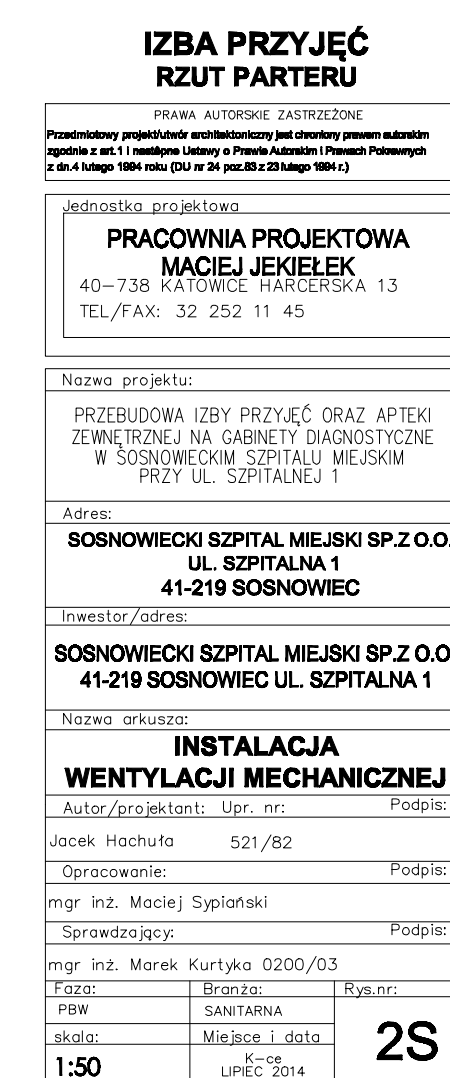 IZBA PRZYJĘĆ
RZUT PARTERU
PRAWA AUTORSKIE ZASTRZEŻONE
Przedmiotowy projekt/utwór architektoniczny jest chroniony prawem autorskim
zgodnie z art.1 i następne Ustawy o Prawie Autorskim i Prawach Pokrewnych
z dn.4 lutego 1994 roku (DU nr 24 poz.83 z 23 lutego 1994 r.)
Jednostka projektowa
PRACOWNIA PROJEKTOWA
MACIEJ JEKIEŁEK
40-738 KATOWICE HARCERSKA 13
TEL/FAX: 32 252 11 45
Nazwa projektu:
PRZEBUDOWA IZBY PRZYJĘĆ ORAZ APTEKI
ZEWNĘTRZNEJ NA GABINETY DIAGNOSTYCZNE
W SOSNOWIECKIM SZPITALU MIEJSKIM
PRZY UL. SZPITALNEJ 1
Adres:
SOSNOWIECKI SZPITAL MIEJSKI SP.Z O.O.
UL. SZPITALNA 1
41-219 SOSNOWIEC
Inwestor/adres:
SOSNOWIECKI SZPITAL MIEJSKI SP.Z O.O
41-219 SOSNOWIEC UL. SZPITALNA 1
Nazwa arkusza:
INSTALACJA
WENTYLACJI MECHANICZNEJ
Autor/projektant: Upr. nr: Podpis:
Jacek Hachuła 521/82
Opracowanie: Podpis:
mgr inż. Maciej Sypiański
Sprawdzający: Podpis:
mgr inż. Marek Kurtyka 0200/03
Faza: Branża: Rys.nr:
PBW SANITARNA
skala: Miejsce i data 2S
1:50 K-ce
LIPIEC 2014